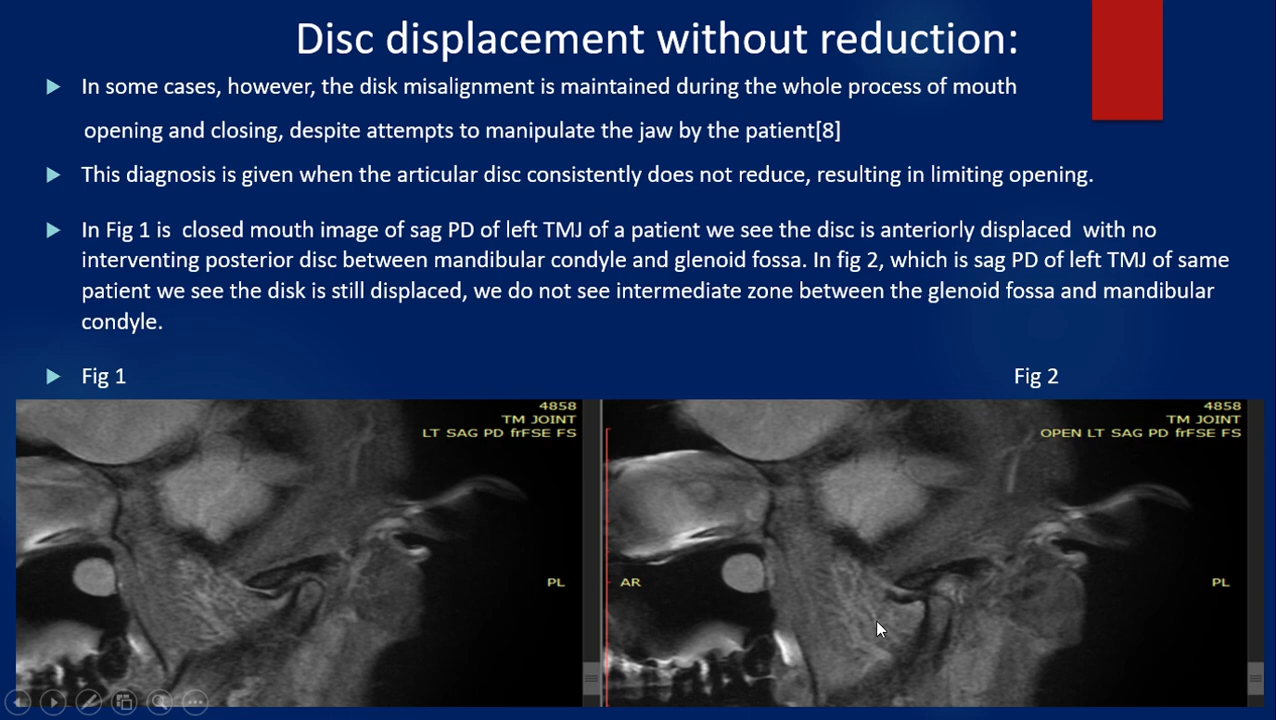 Disc displacement without reduction:
In some cases, however, the disk misalignment is maintained during the whole process of mouth
opening and closing, despite attempts to manipulate the jaw by the patient[8]
This diagnosis is given when the articular disc consistently does not reduce, resulting in limiting opening.
In Fig 1 is closed mouth image of sag PD of left TMJ of a patient we see the disc is anteriorly displaced with no
interventing posterior disc between mandibular condyle and glenoid fossa. In fig 2, which is sag PD of left TMJ of same
patient we see the disk is still displaced, we do not see intermediate zone between the glenoid fossa and mandibular
condyle.
Fig 1
Fig 2
4858
TM JOINT
LT SAG PD frFSE FS
PL
4858
TM JOINT
OPEN LT SAG PD frFSE FS
AR
PL